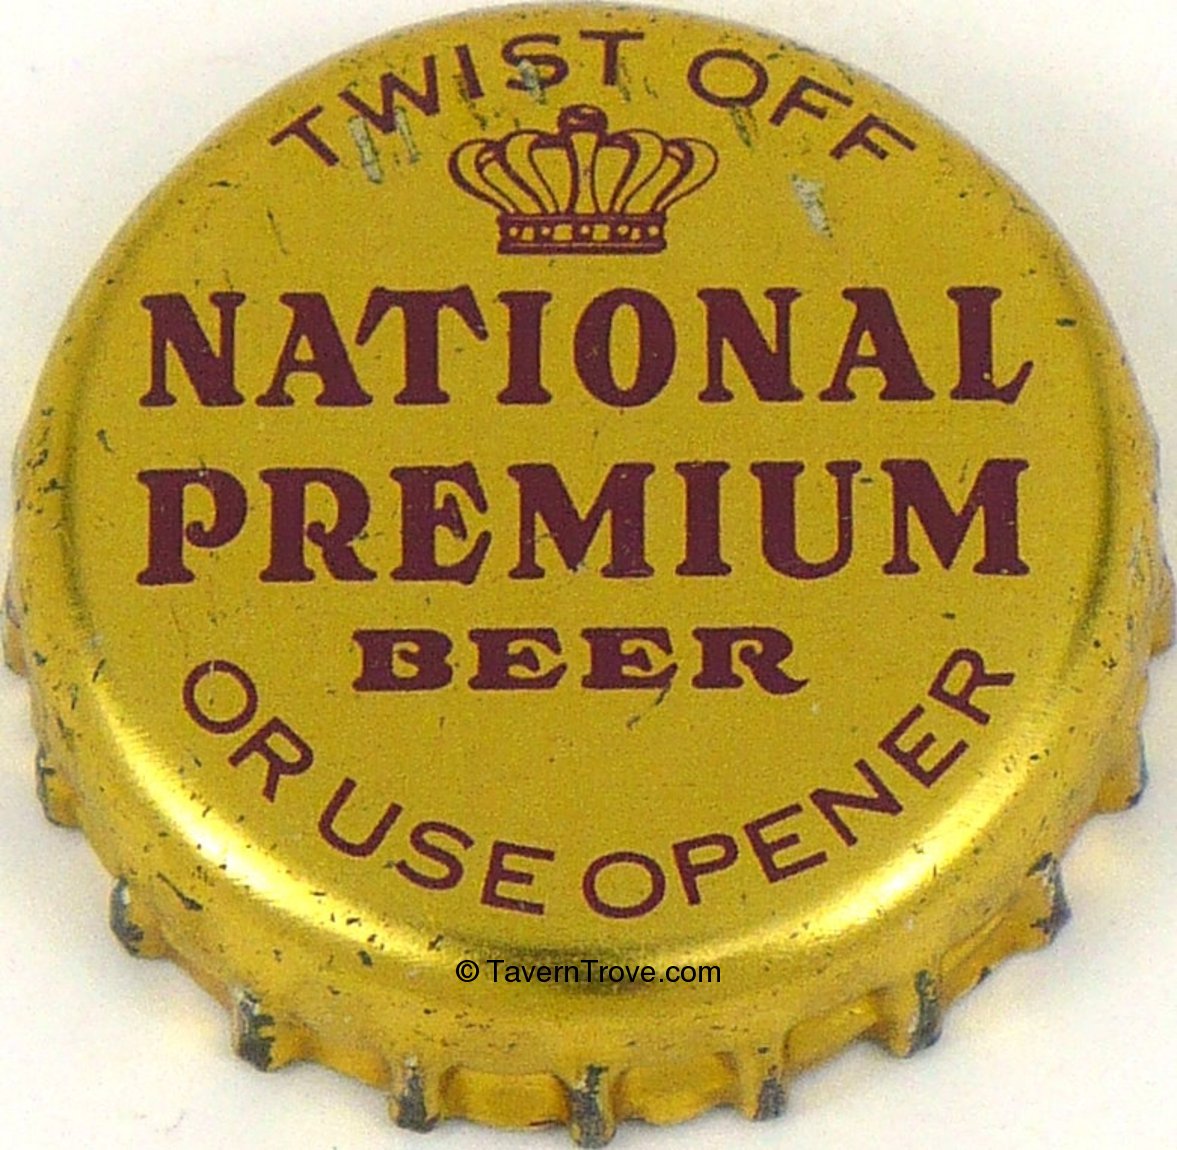 TWIST OFF
NATIONAL
PREMIUM
BEER
OR USE OPENER
© TavernTrove.com